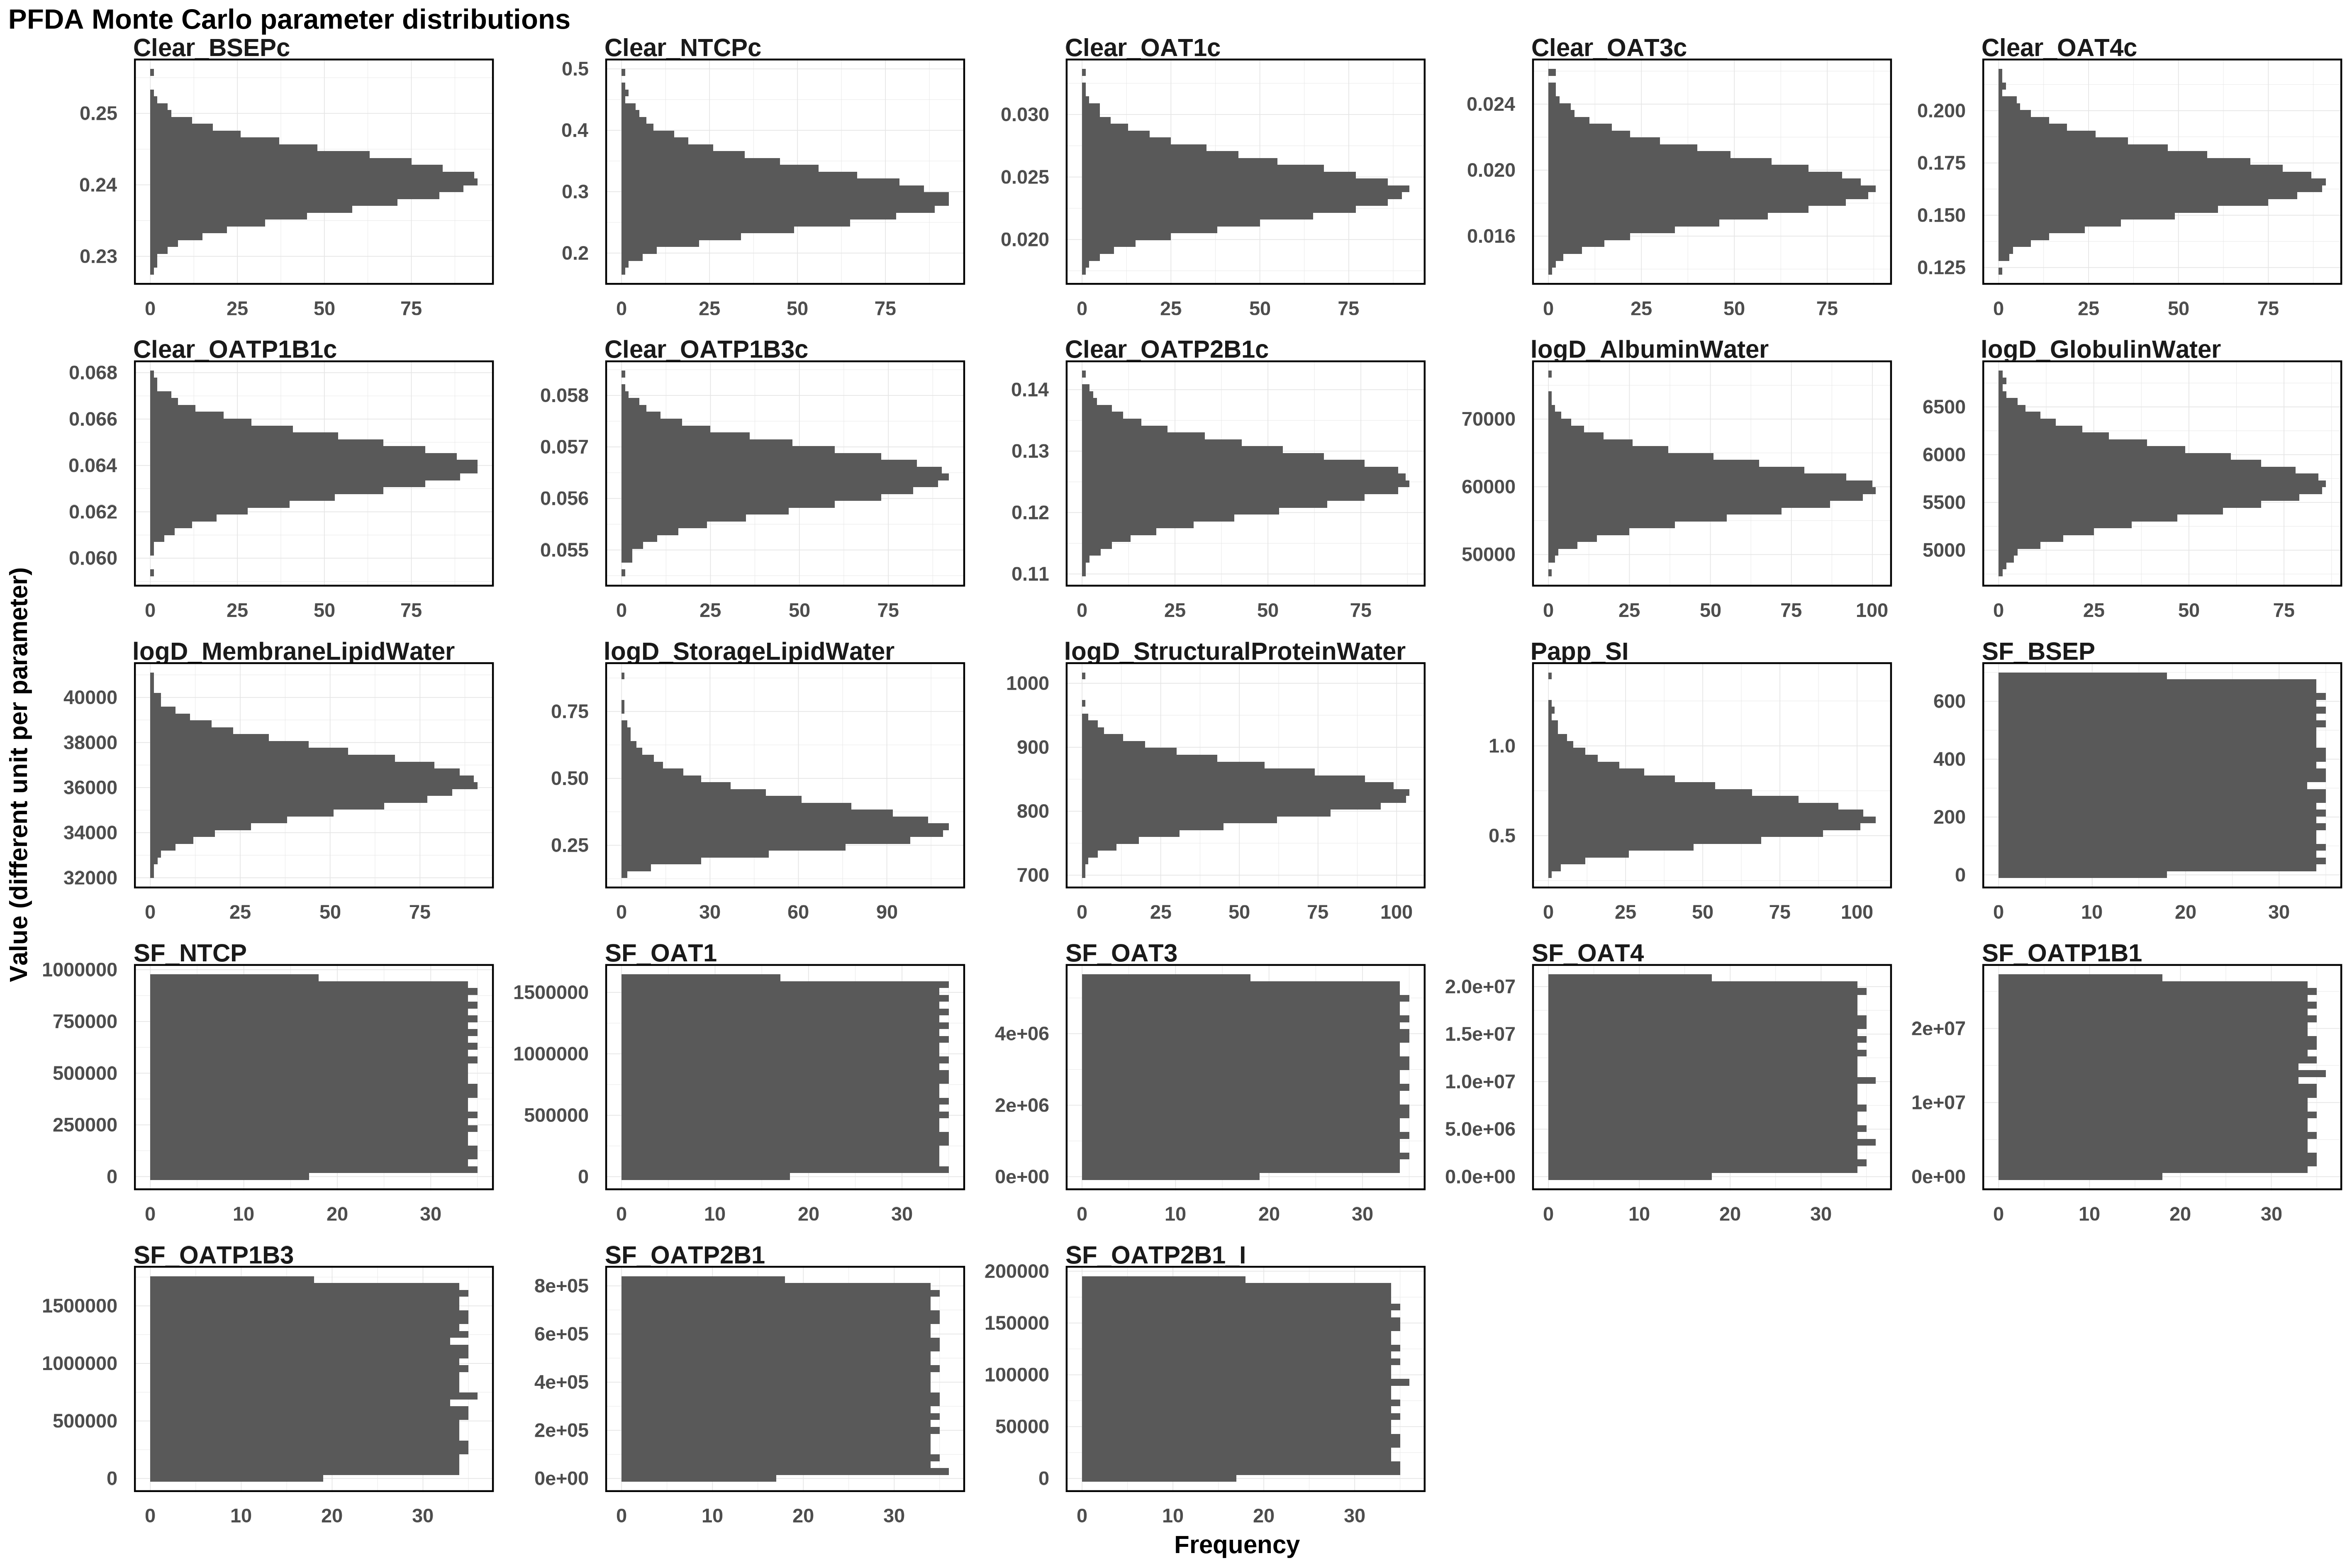 PFDA Monte Carlo parameter distributions
Clear_BSEPc
0.25
0.24
0.23
0 25 50 75
Clear_NTCPc
0.5
0.4
0.3
0.2
0 25 50 75
Clear_OAT1c
0.030
0.025
0.020
0 25 50 75
Clear_OAT3c
0.024
0.020
0.016
0 25 50 75
Clear_OAT4c
0.200
0.175
0.150
0.125
0 25 50 75
Clear_OATP1B1c
0.068
0.066
0.064
0.062
0.060
0 25 50 75
Clear_OATP1B3c
0.058
0.057
0.056
0.055
0 25 50 75
Clear_OATP2B1c
0.14
0.13
0.12
0.11
0 25 50 75
logD_AlbuminWater
70000
60000
50000
0 25 50 75 100
logD_GlobulinWater
6500
6000
5500
5000
0 25 50 75
Value (different unit per parameter)
logD_MembraneLipidWater
40000
38000
36000
34000
32000
0 25 50 75
logD_StorageLipidWater
0.75
0.50
0.25
0 30 60 90
logD_StructuralProteinWater
1000
900
800
700
0 25 50 75 100
Papp_SI
1.0
0.5
0 25 50 75 100
SF_BSEP
600
400
200
0
0 10 20 30
SF_NTCP
1000000
750000
500000
250000
0
0 10 20 30
SF_OAT1
1500000
1000000
500000
0
0 10 20 30
SF_OAT3
4e+06
2e+06
0e+00
0 10 20 30
SF_OAT4
2.0e+07
1.5e+07
1.0e+07
5.0e+06
0.0e+00
0 10 20 30
SF_OATP1B1
2e+07
1e+07
0e+00
0 10 20 30
SF_OATP1B3
1500000
1000000
500000
0
0 10 20 30
SF_OATP2B1
8e+05
6e+05
4e+05
2e+05
0e+00
0 10 20 30
SF_OATP2B1_I
200000
150000
100000
50000
0
0 10 20 30
Frequency